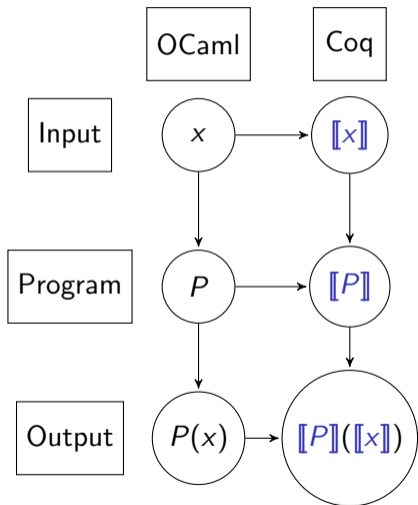 OCaml Coq
Input x ⟦x⟧
Program P ⟦P⟧
Output P(x) ⟦P⟧(⟦x⟧)